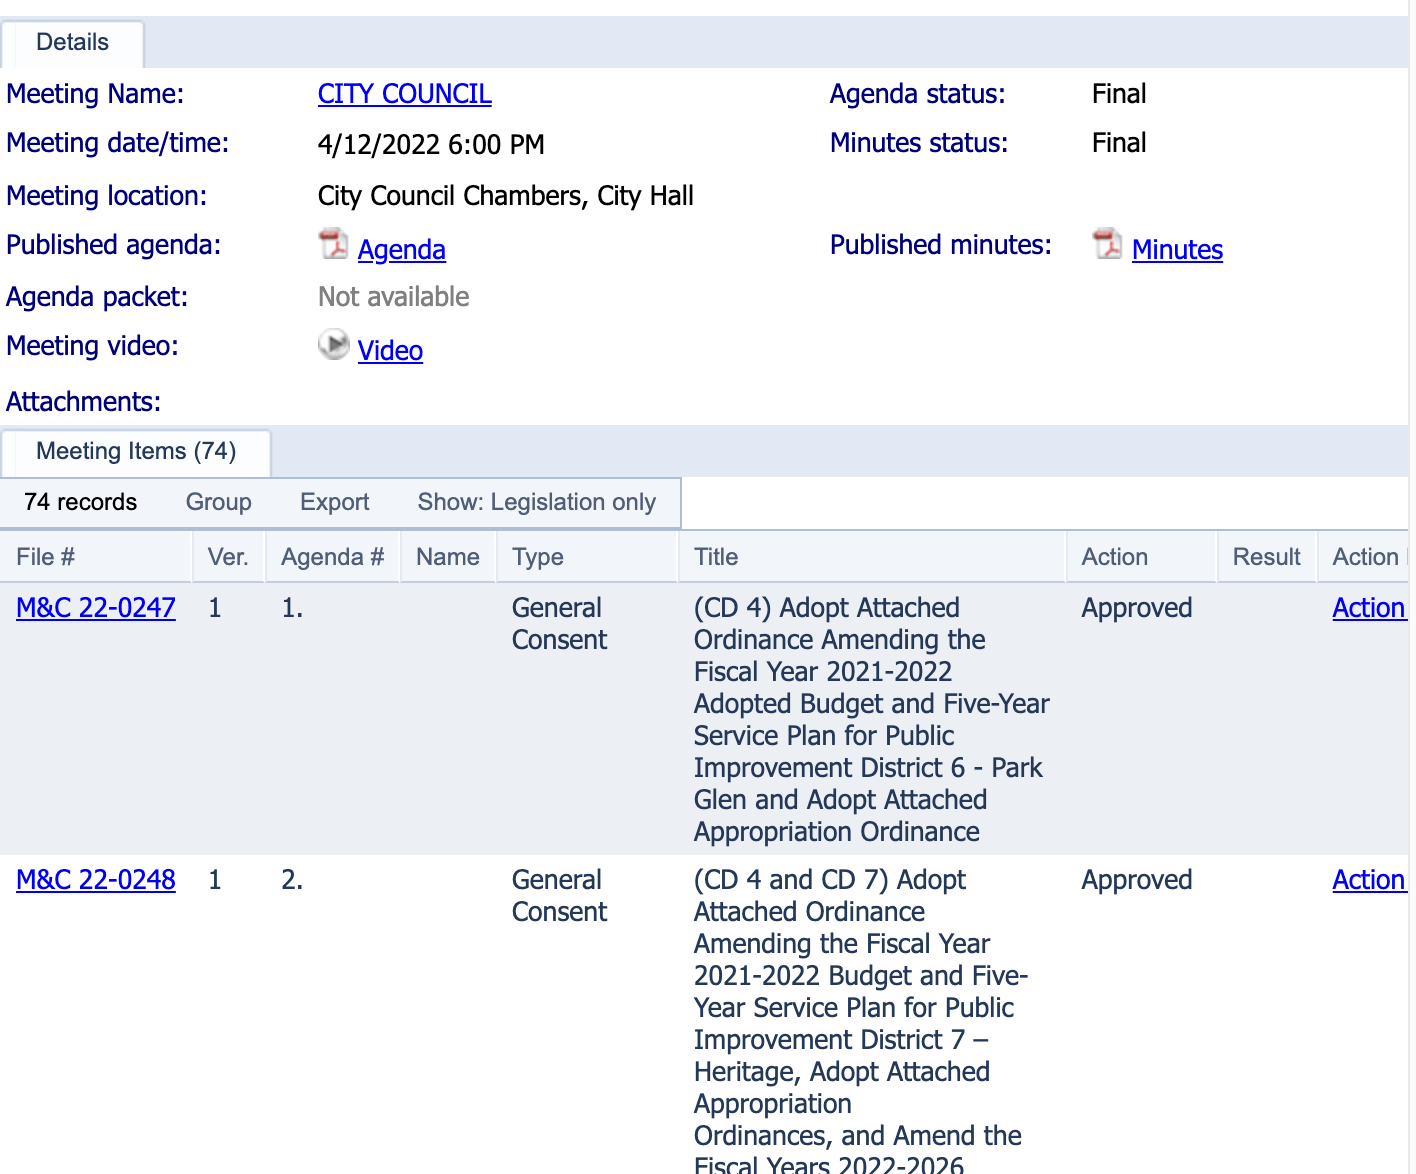 Details
Meeting Name: CITY COUNCIL Agenda status: Final
Meeting date/time: 4/12/2022 6:00 PM Minutes status: Final
Meeting location: City Council Chambers, City Hall
Published agenda: Agenda Published minutes: Minutes
Agenda packet: Not available
Meeting video: Video
Attachments:
Meeting Items (74)
74 records Group Export Show: Legislation only
File # Ver. Agenda # Name Type Title Action Result Action
M&C 22-0247 1 1. General (CD 4) Adopt Attached Approved Action
Consent Ordinance Amending the
Fiscal Year 2021-2022
Adopted Budget and Five-Year
Service Plan for Public
Improvement District 6 - Park
Glen and Adopt Attached
Appropriation Ordinance
M&C 22-0248 1 2. General (CD 4 and CD 7) Adopt Approved Action
Consent Attached Ordinance
Amending the Fiscal Year
2021-2022 Budget and Five-
Year Service Plan for Public
Improvement District 7 –
Heritage, Adopt Attached
Appropriation
Ordinances, and Amend the
Fiscal Years 2022-2026